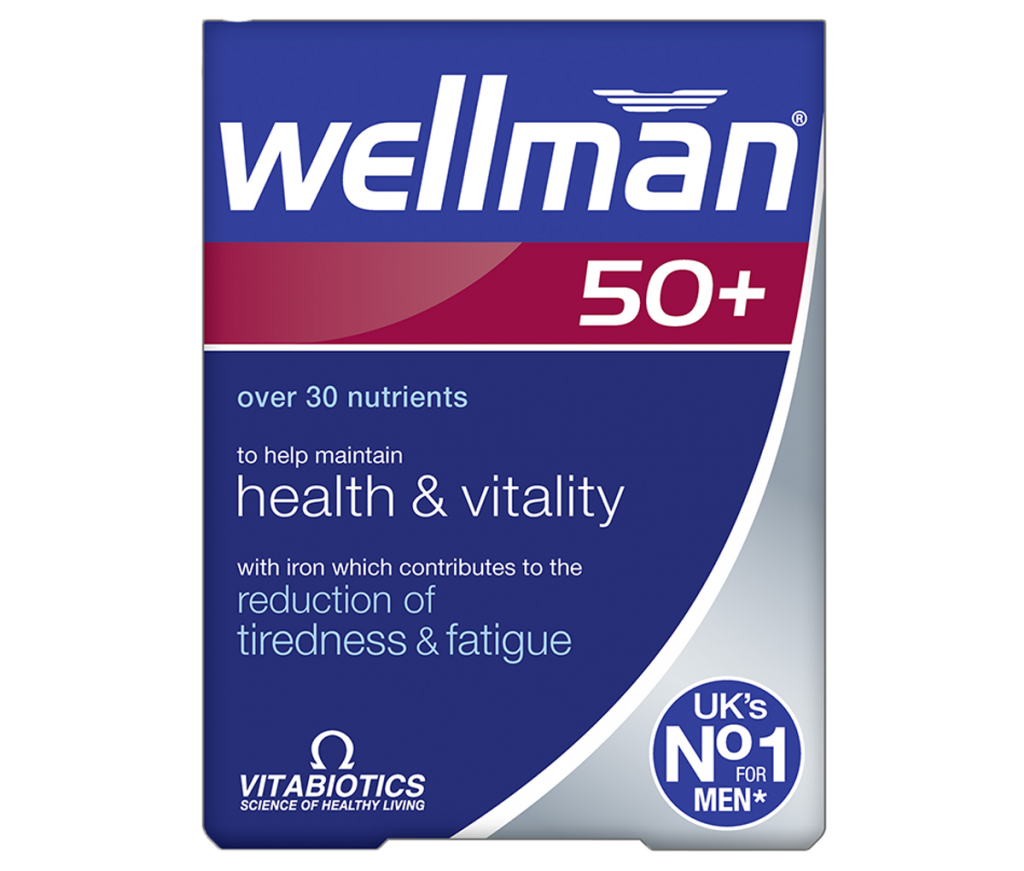 wellman®
50+
over 30 nutrients
to help maintain
health & vitality
with iron which contributes to the
reduction of
tiredness & fatigue
VITABIOTICS
SCIENCE OF HEALTHY LIVING
UK's
No1
FOR
MEN*